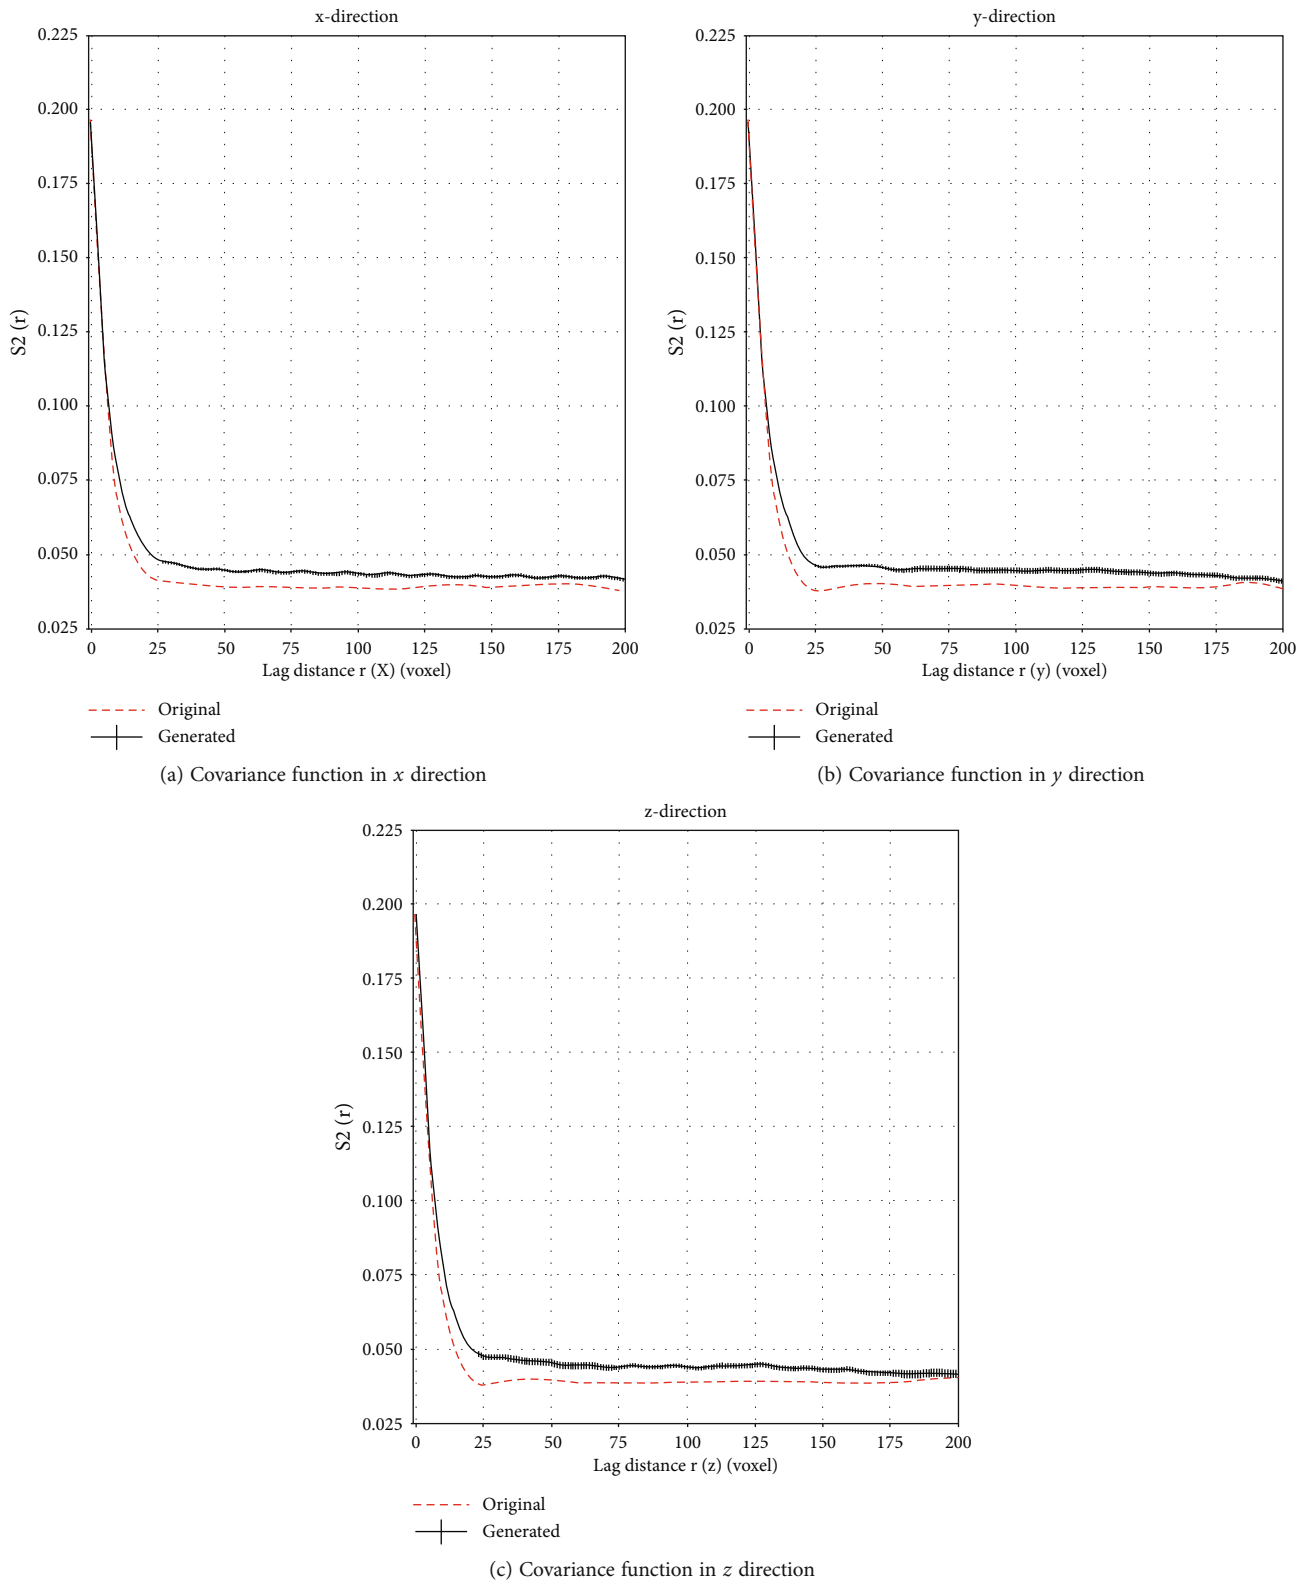 x-direction
0.225
0.200
0.175
0.150
0.125
0.100
0.075
0.050
0.025
S2 (r)
0 25 50 75 100 125 150 175 200
Lag distance r (X) (voxel)
Original
Generated
(a) Covariance function in x direction
y-direction
0.225
0.200
0.175
0.150
0.125
0.100
0.075
0.050
0.025
S2 (r)
0 25 50 75 100 125 150 175 200
Lag distance r (y) (voxel)
Original
Generated
(b) Covariance function in y direction
z-direction
0.225
0.200
0.175
0.150
0.125
0.100
0.075
0.050
0.025
S2 (r)
0 25 50 75 100 125 150 175 200
Lag distance r (z) (voxel)
Original
Generated
(c) Covariance function in z direction